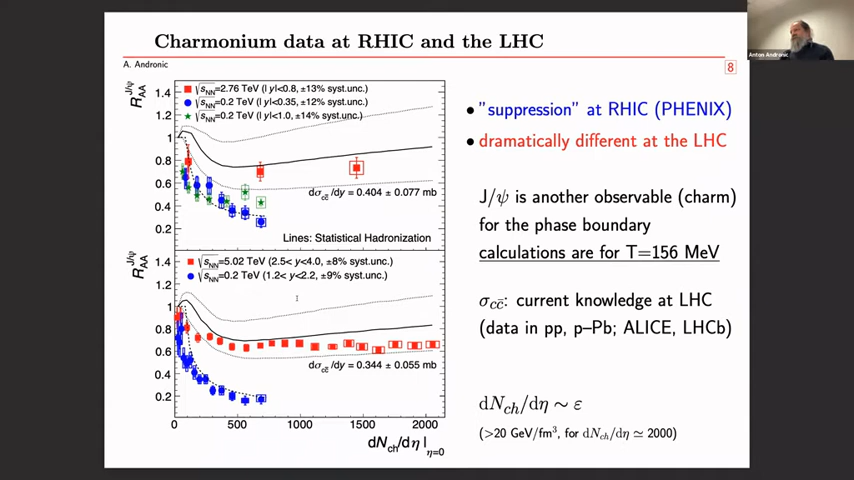 Charmonium data at RHIC and the LHC
A. Andronic
8
Anton Andronic
R_AA^J/ψ
1.4
1.2
1
0.8
0.6
0.4
0.2
√s_NN=2.76 TeV (|y|<0.8, ±13% syst.unc.)
√s_NN=0.2 TeV (|y|<0.35, ±12% syst.unc.)
√s_NN=0.2 TeV (|y|<1.0, ±14% syst.unc.)
dσ_cc̄/dy = 0.404 ± 0.077 mb
Lines: Statistical Hadronization
R_AA^J/ψ
1.4
1.2
1
0.8
0.6
0.4
0.2
√s_NN=5.02 TeV (2.5< y<4.0, ±8% syst.unc.)
√s_NN=0.2 TeV (1.2< y<2.2, ±9% syst.unc.)
dσ_cc̄/dy = 0.344 ± 0.055 mb
0 500 1000 1500 2000
dN_ch/dη |_η=0
• "suppression" at RHIC (PHENIX)
• dramatically different at the LHC
J/ψ is another observable (charm)
for the phase boundary
calculations are for T=156 MeV
σ_cc̄: current knowledge at LHC
(data in pp, p–Pb; ALICE, LHCb)
dN_ch/dη ∼ ε
(>20 GeV/fm³, for dN_ch/dη ≃ 2000)